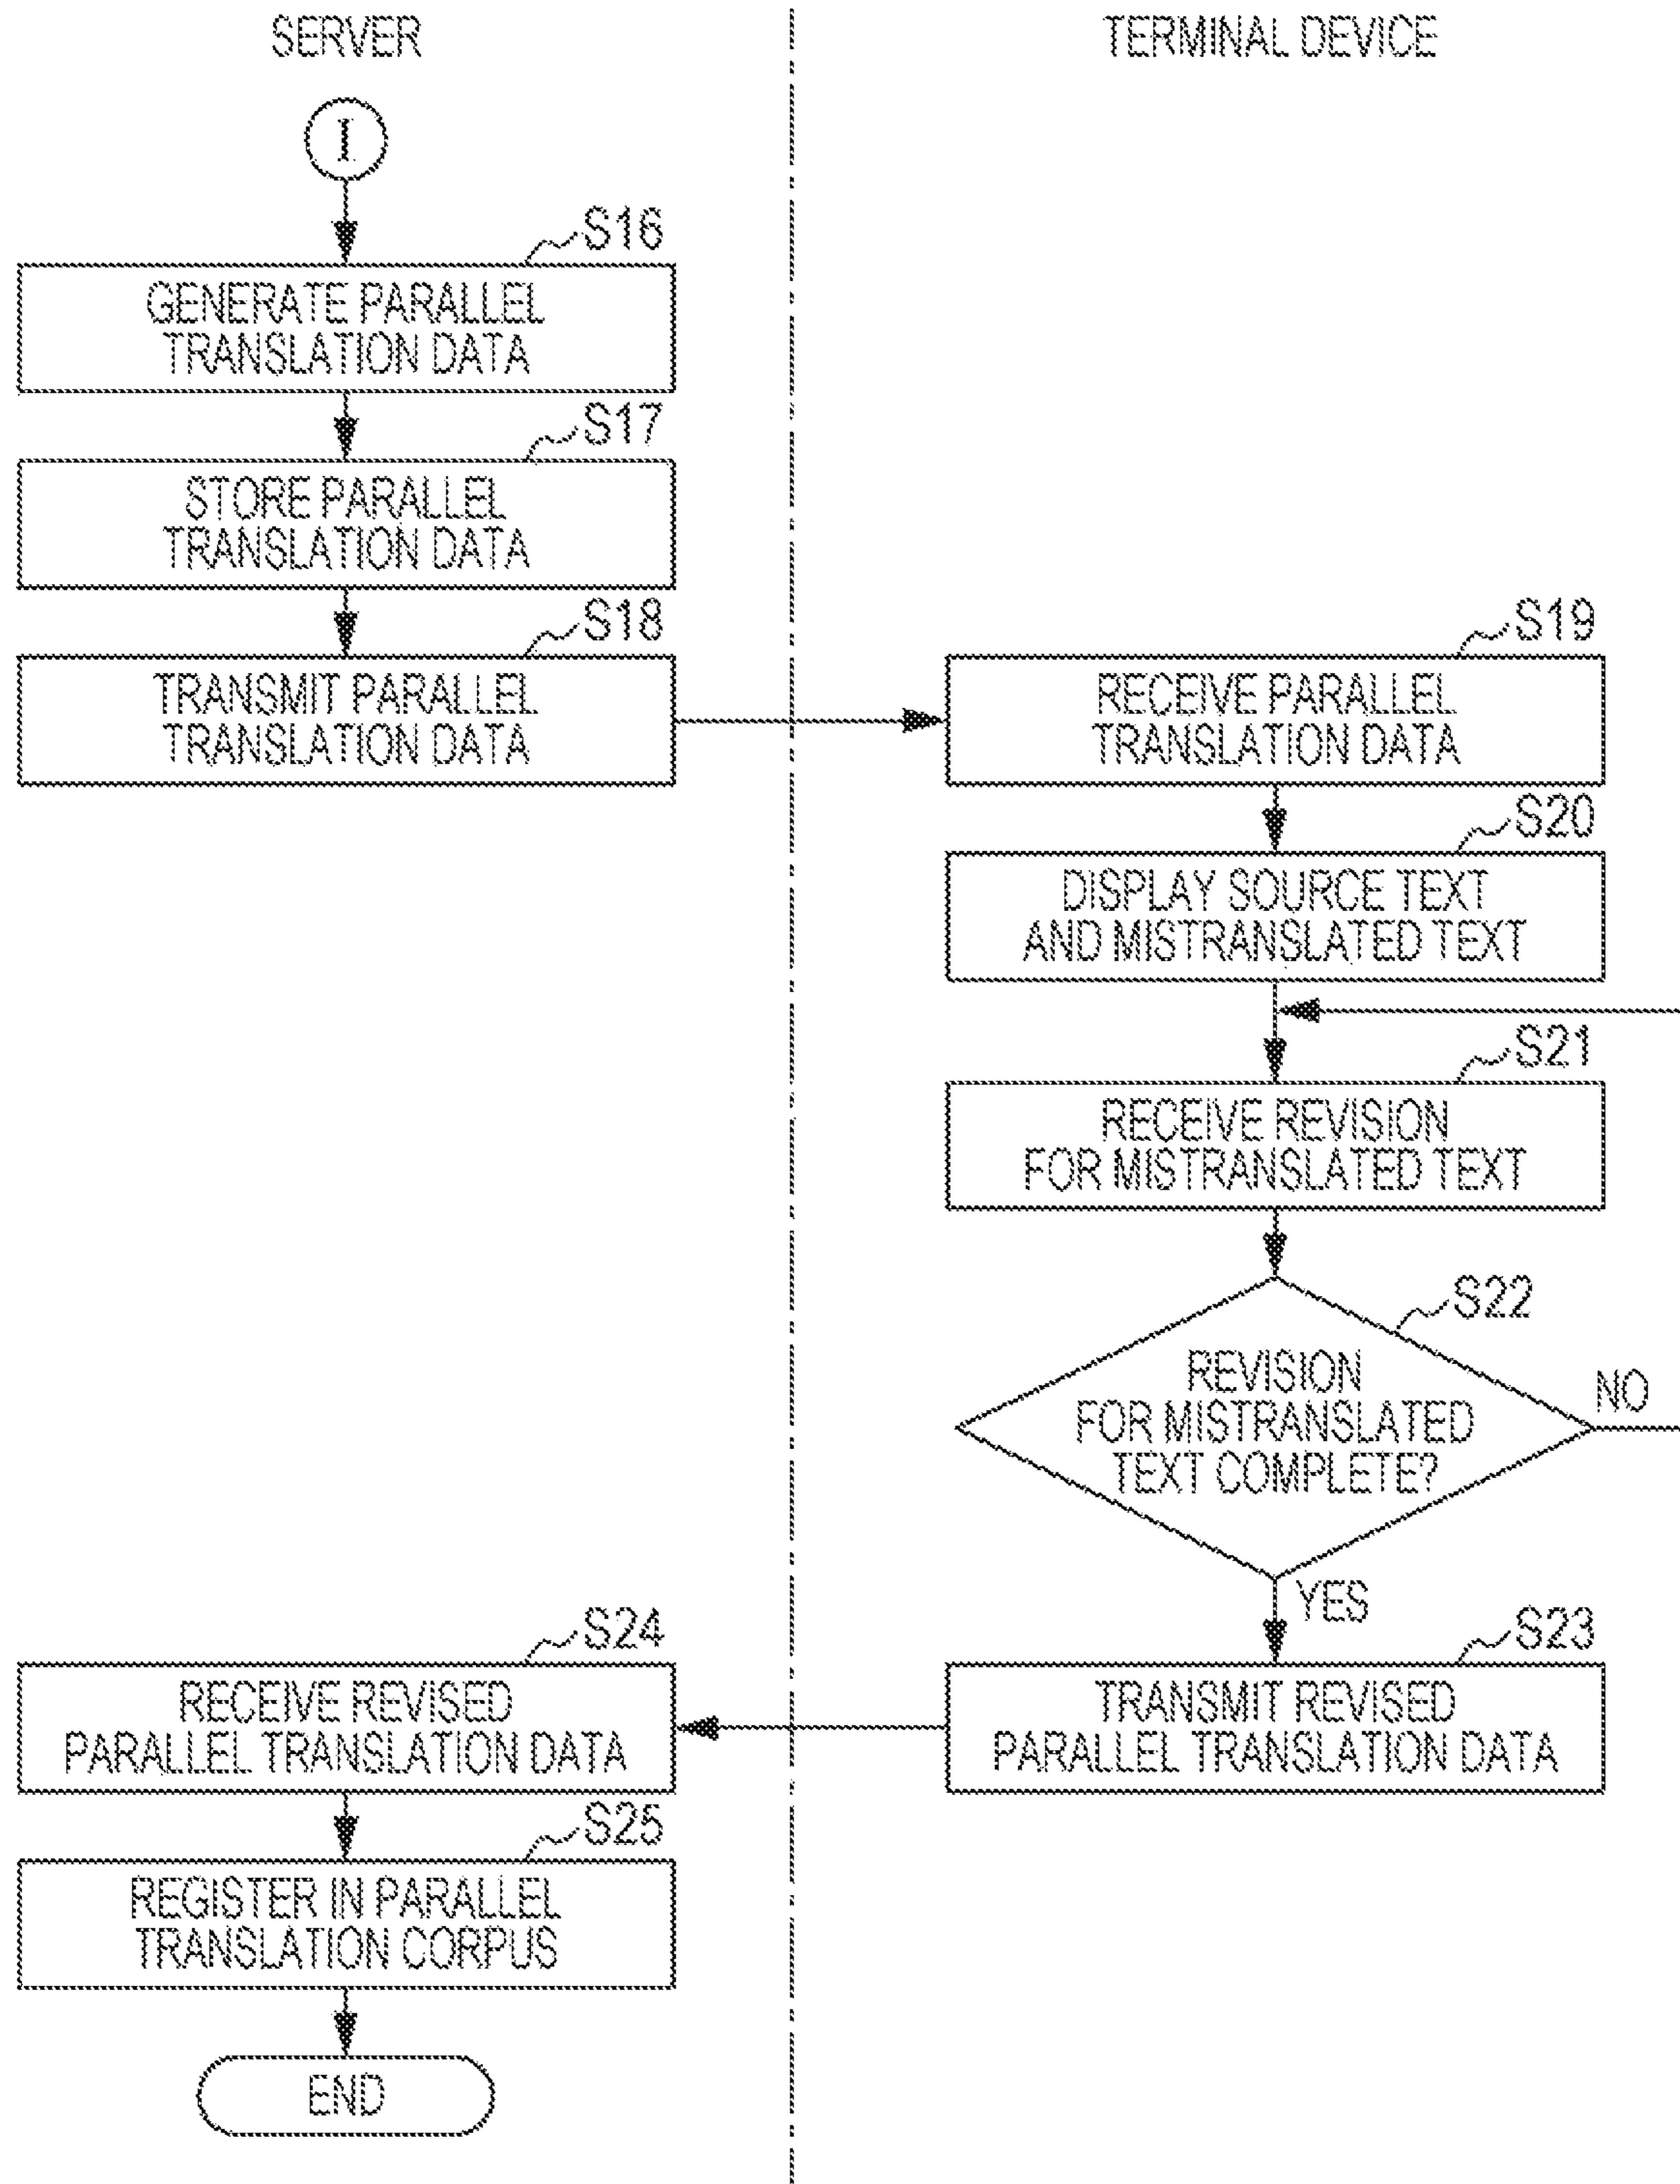 SERVER
TERMINAL DEVICE
I
S16
GENERATE PARALLEL
TRANSLATION DATA
S17
STORE PARALLEL
TRANSLATION DATA
S18
TRANSMIT PARALLEL
TRANSLATION DATA
S19
RECEIVE PARALLEL
TRANSLATION DATA
S20
DISPLAY SOURCE TEXT
AND MISTRANSLATED TEXT
S21
RECEIVE REVISION
FOR MISTRANSLATED TEXT
S22
REVISION
FOR MISTRANSLATED
TEXT COMPLETE?
NO
YES
S23
TRANSMIT REVISED
PARALLEL TRANSLATION DATA
S24
RECEIVE REVISED
PARALLEL TRANSLATION DATA
S25
REGISTER IN PARALLEL
TRANSLATION CORPUS
END